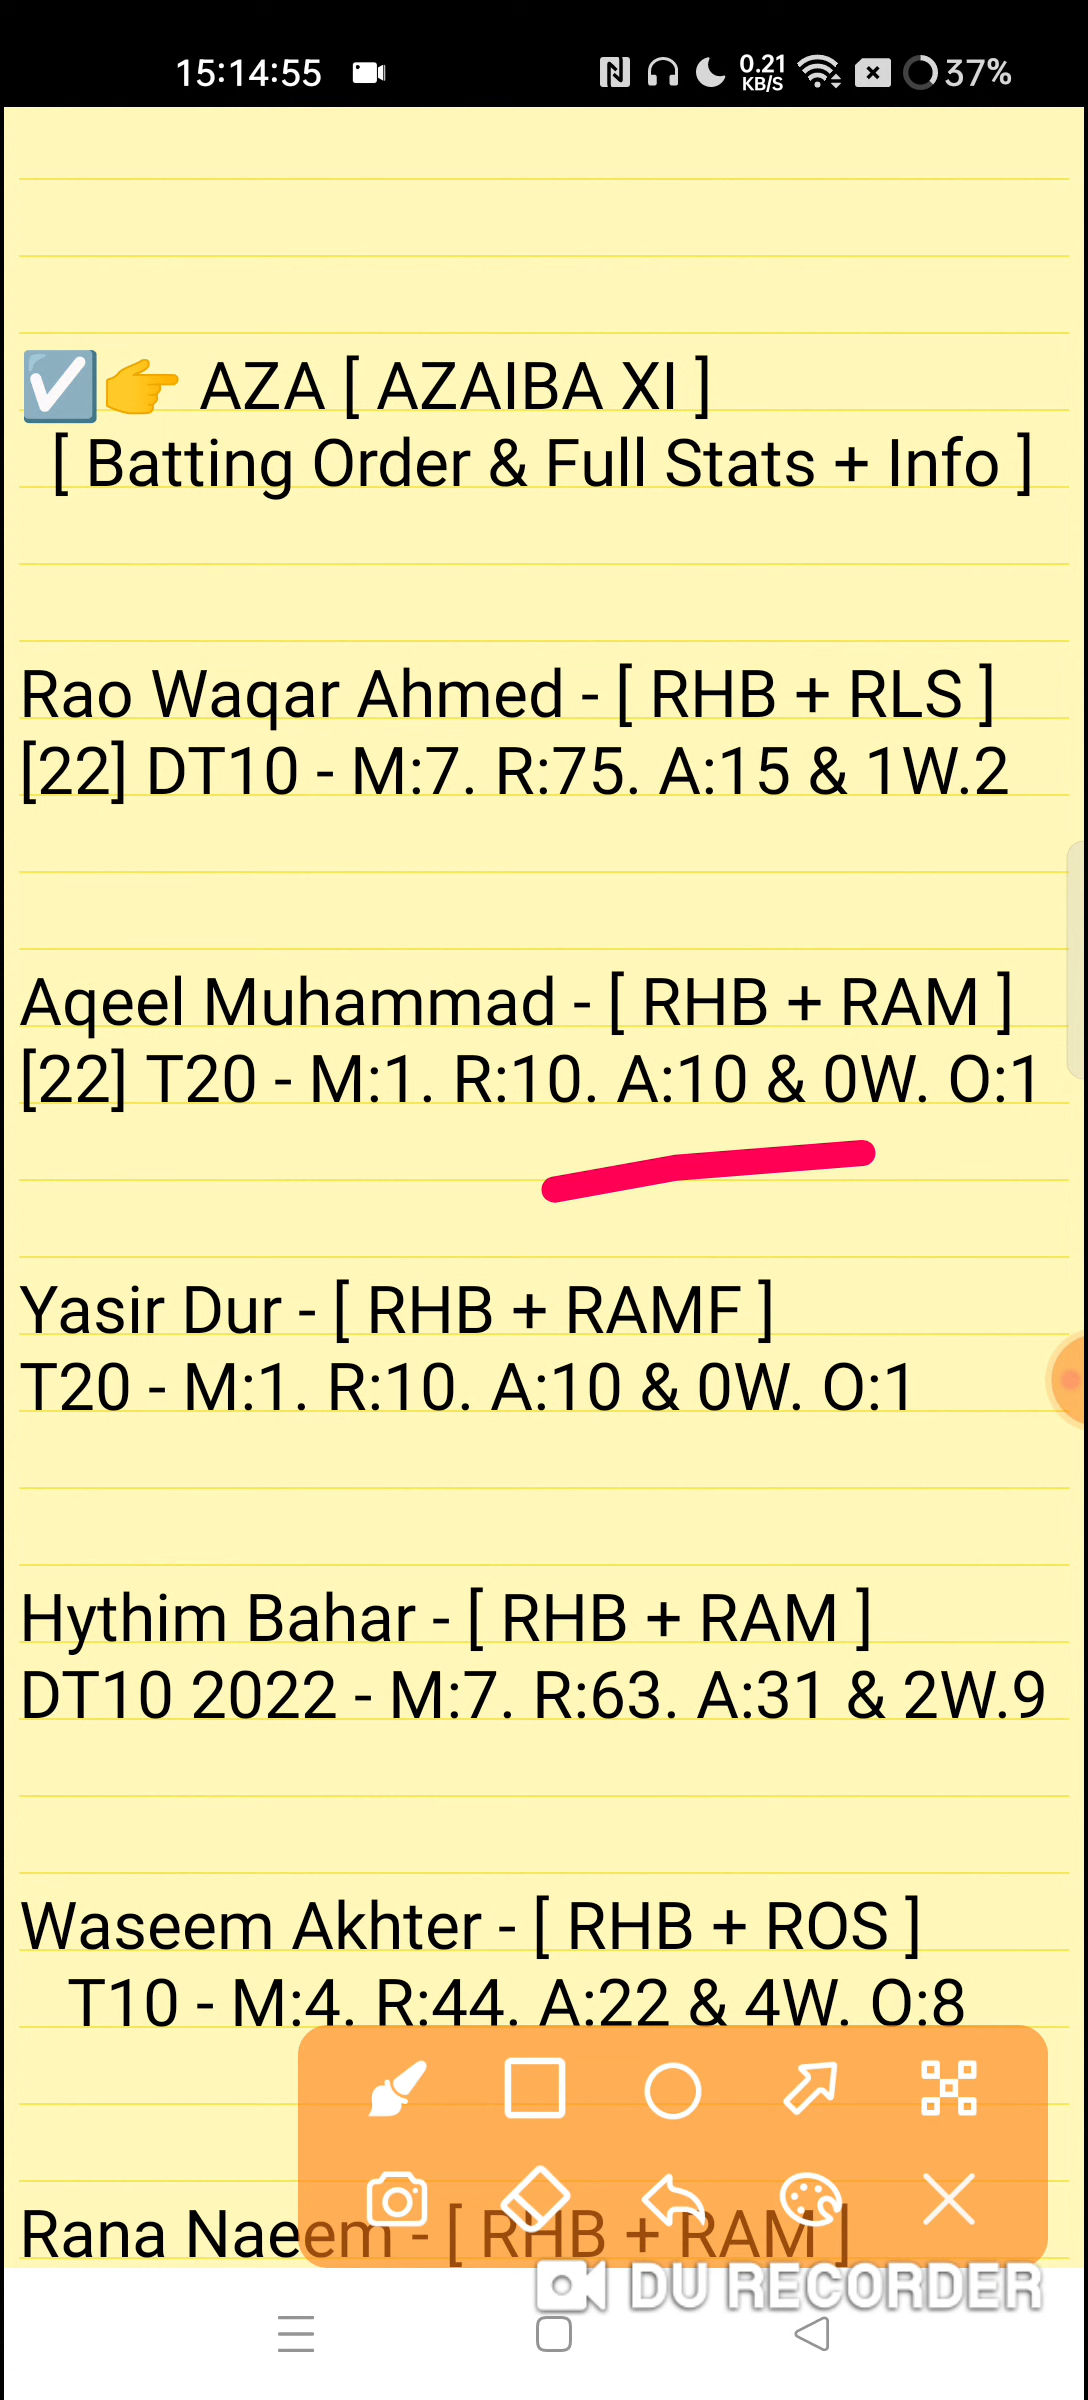 15:14:55 0.21 KB/S 37%
☑️👉 AZA [ AZAIBA XI ]
[ Batting Order & Full Stats + Info ]
Rao Waqar Ahmed - [ RHB + RLS ]
[22] DT10 - M:7. R:75. A:15 & 1W.2
Aqeel Muhammad - [ RHB + RAM ]
[22] T20 - M:1. R:10. A:10 & 0W. O:1
Yasir Dur - [ RHB + RAMF ]
T20 - M:1. R:10. A:10 & 0W. O:1
Hythim Bahar - [ RHB + RAM ]
DT10 2022 - M:7. R:63. A:31 & 2W.9
Waseem Akhter - [ RHB + ROS ]
T10 - M:4. R:44. A:22 & 4W. O:8
Rana Naeem - [ RHB + RAM ]
DU RECORDER